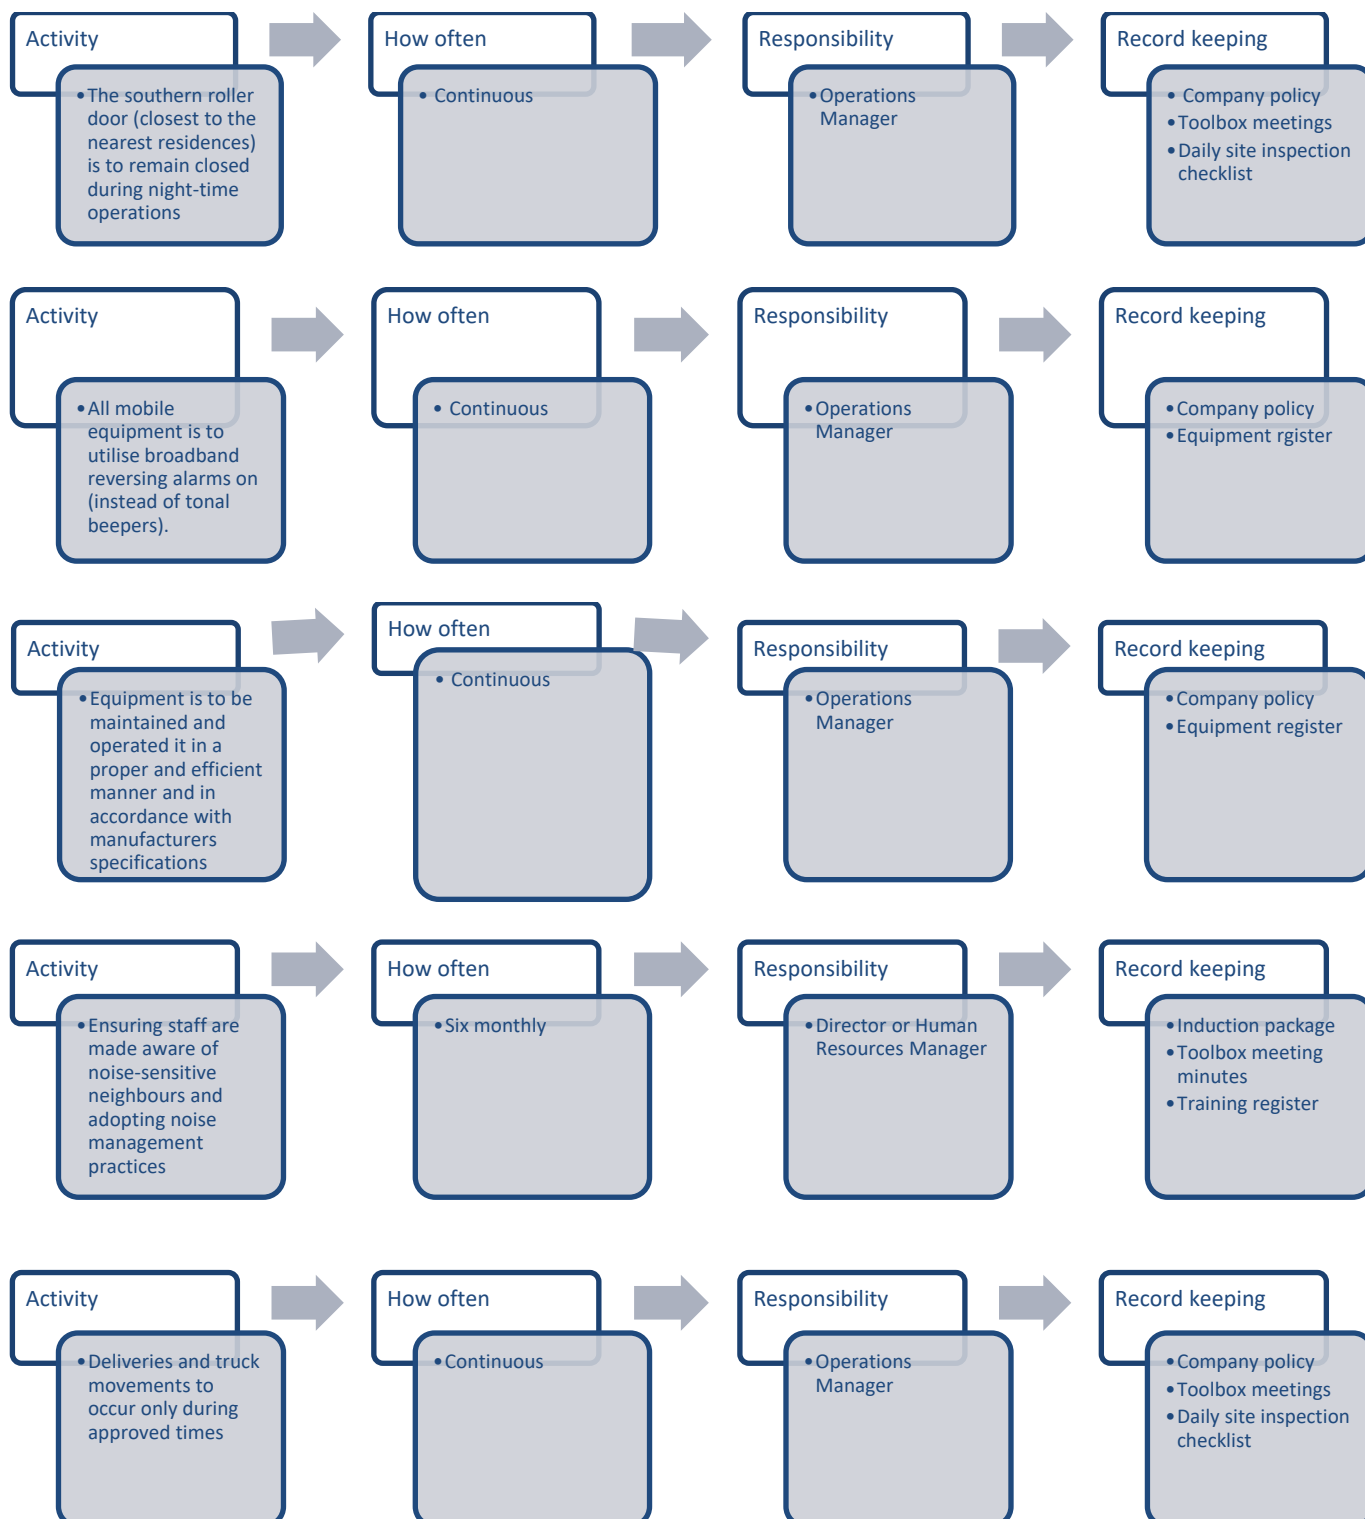 Activity
How often
Responsibility
Record keeping
•The southern roller
door (closest to the
nearest residences)
is to remain closed
during night-time
operations
• Continuous
•Operations
Manager
• Company policy
•Toolbox meetings
•Daily site inspection
checklist
Activity
How often
Responsibility
Record keeping
•All mobile
equipment is to
utilise broadband
reversing alarms on
(instead of tonal
beepers).
• Continuous
•Operations
Manager
•Company policy
•Equipment rgister
Activity
How often
Responsibility
Record keeping
•Equipment is to be
maintained and
operated it in a
proper and efficient
manner and in
accordance with
manufacturers
specifications
• Continuous
•Operations
Manager
•Company policy
•Equipment register
Activity
How often
Responsibility
Record keeping
•Ensuring staff are
made aware of
noise-sensitive
neighbours and
adopting noise
management
practices
•Six monthly
•Director or Human
Resources Manager
•Induction package
•Toolbox meeting
minutes
•Training register
Activity
How often
Responsibility
Record keeping
•Deliveries and truck
movements to
occur only during
approved times
•Continuous
•Operations
Manager
•Company policy
•Toolbox meetings
•Daily site inspection
checklist